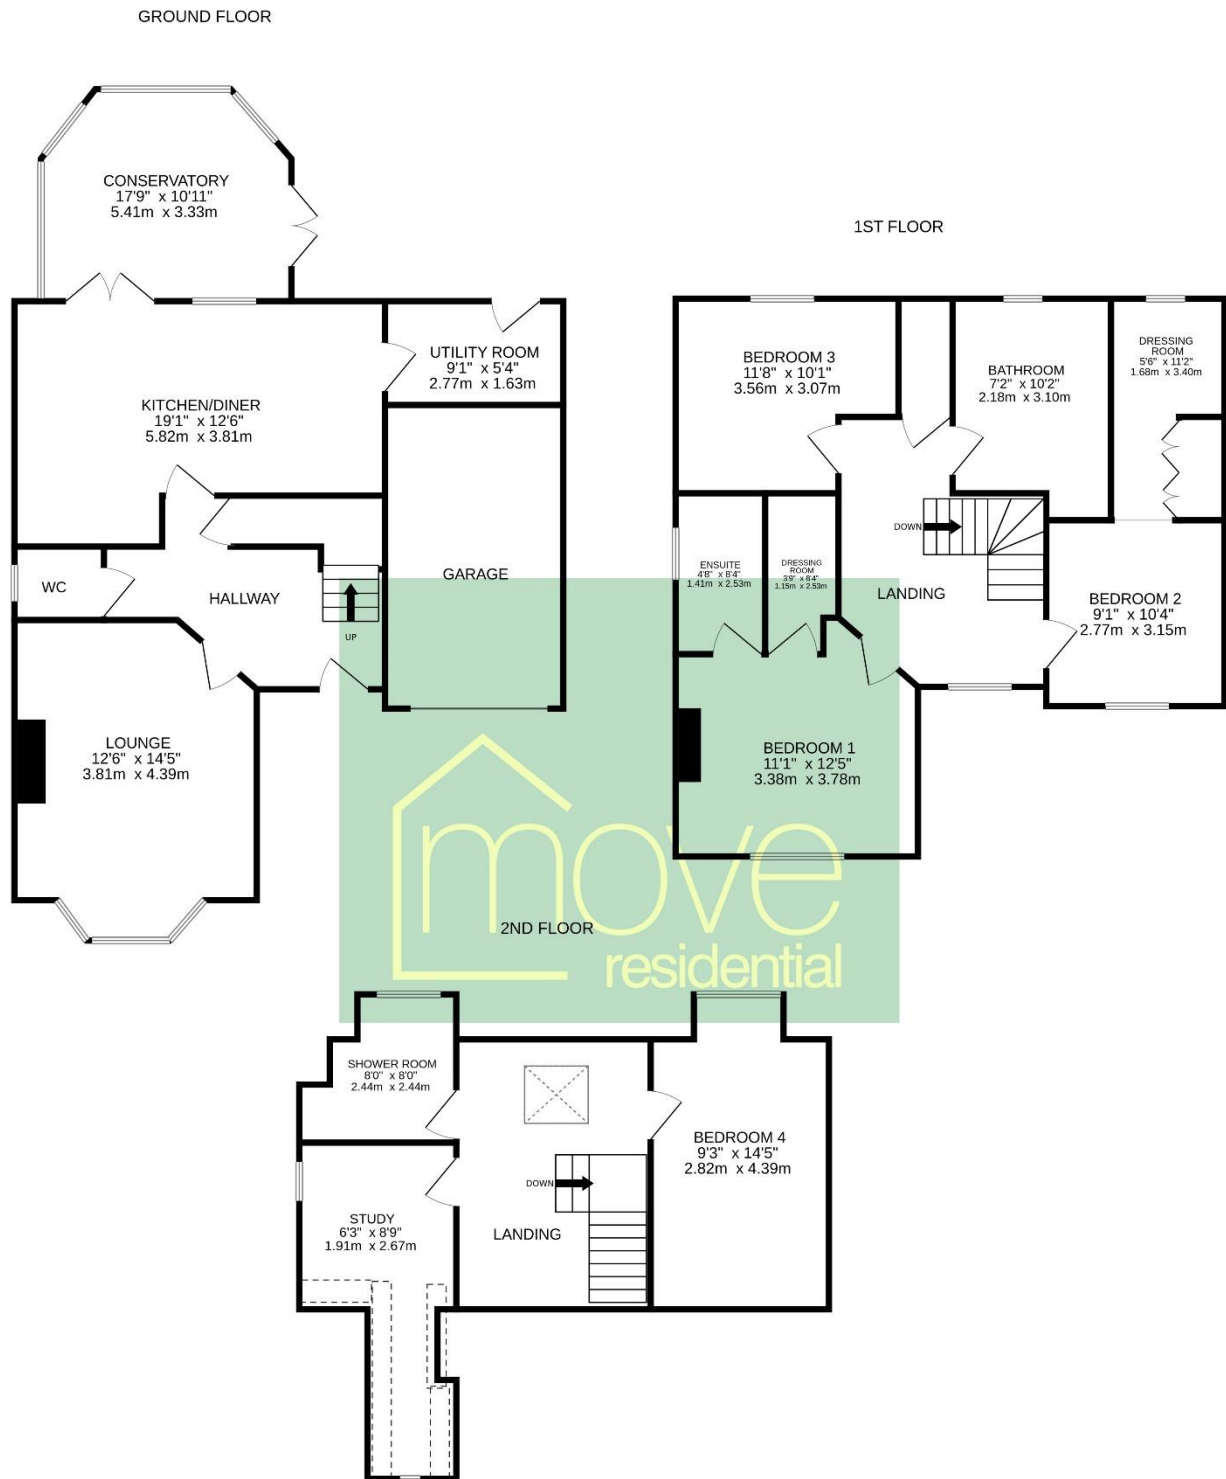 GROUND FLOOR
CONSERVATORY
17'9" x 10'11"
5.41m x 3.33m
UTILITY ROOM
9'1" x 5'4"
2.77m x 1.63m
KITCHEN/DINER
19'1" x 12'6"
5.82m x 3.81m
WC
HALLWAY
UP
GARAGE
LOUNGE
12'6" x 14'5"
3.81m x 4.39m
1ST FLOOR
BEDROOM 3
11'8" x 10'1"
3.56m x 3.07m
BATHROOM
7'2" x 10'2"
2.18m x 3.10m
DRESSING
ROOM
5'6" x 11'2"
1.68m x 3.40m
DOWN
ENSUITE
4'8" x 8'4"
1.41m x 2.53m
DRESSING
ROOM
3'9" x 8'4"
1.15m x 2.53m
LANDING
BEDROOM 2
9'1" x 10'4"
2.77m x 3.15m
BEDROOM 1
11'1" x 12'5"
3.38m x 3.78m
move
residential
2ND FLOOR
SHOWER ROOM
8'0" x 8'0"
2.44m x 2.44m
BEDROOM 4
9'3" x 14'5"
2.82m x 4.39m
DOWN
LANDING
STUDY
6'3" x 8'9"
1.91m x 2.67m